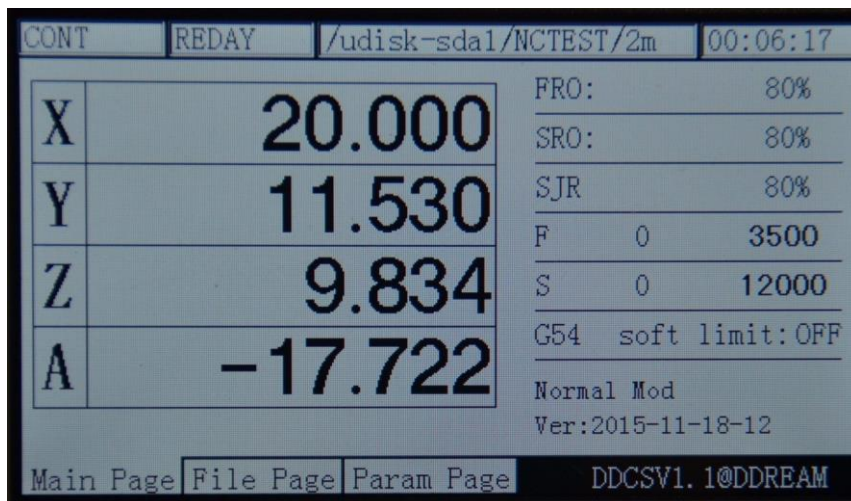 CONT REDAY /udisk-sda1/NCTEST/2m 00:06:17
X 20.000
Y 11.530
Z 9.834
A -17.722
FRO: 80%
SRO: 80%
SJR 80%
F 0 3500
S 0 12000
G54 soft limit:OFF
Normal Mod
Ver:2015-11-18-12
Main Page File Page Param Page DDCSV1.1@DDREAM